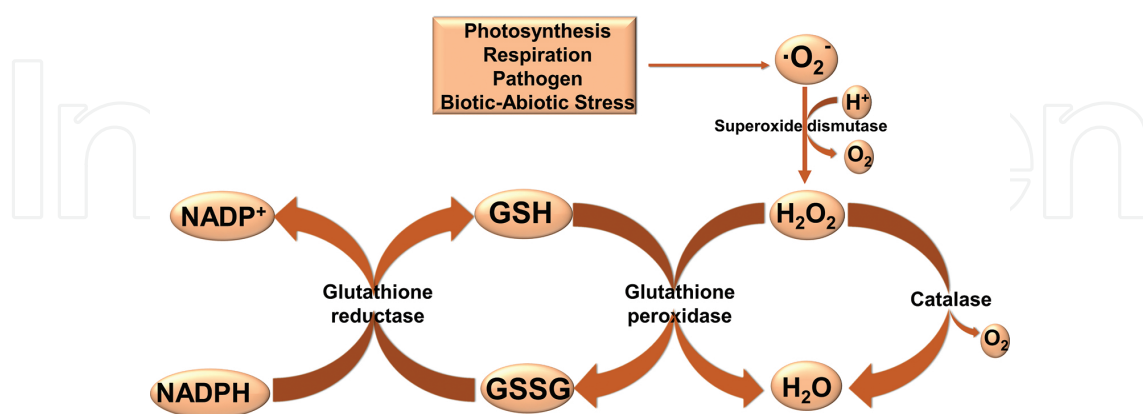 Photosynthesis
Respiration
Pathogen
Biotic-Abiotic Stress
·O₂⁻
H⁺
Superoxide dismutase
O₂
NADP⁺
GSH
H₂O₂
Glutathione
reductase
Glutathione
peroxidase
Catalase
O₂
NADPH
GSSG
H₂O